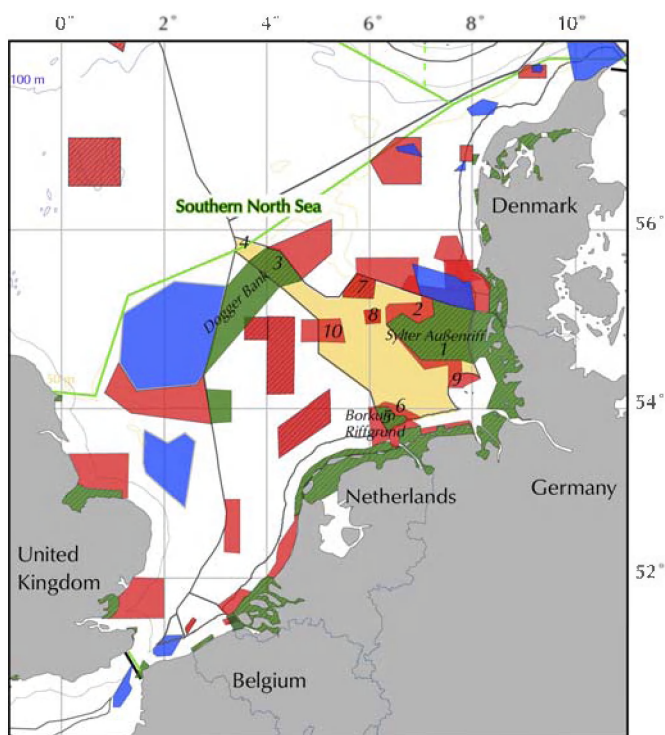 0° 2° 4° 6° 8° 10°
100 m
Denmark
Southern North Sea
56°
4
3
Dogger Bank
7
2
8
10
Sylter Außenriff
1
9
50 m
6
54°
Borkum
Riffgrund
Netherlands
Germany
United
Kingdom
52°
Belgium